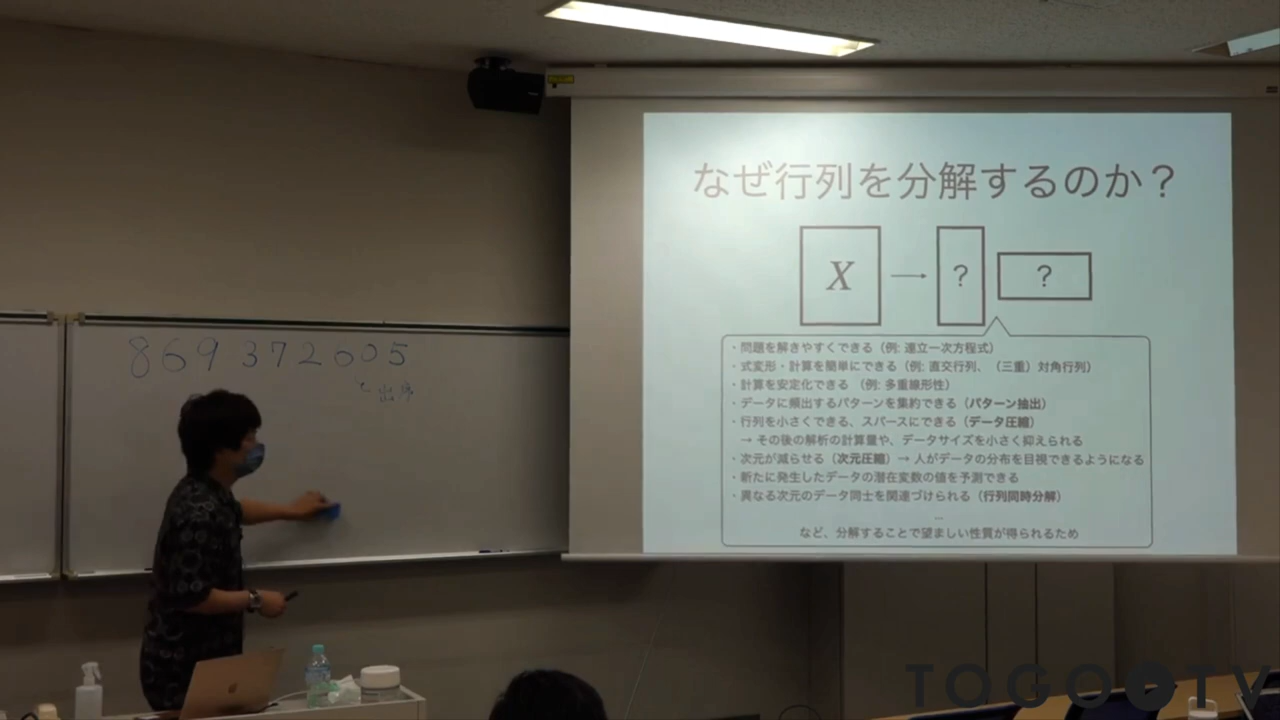 869 372605
出席
なぜ行列を分解するのか？
X → ? ?
・問題を解きやすくできる（例: 連立一次方程式）
・式変形・計算を簡単にできる（例: 直交行列、（三重）対角行列）
・計算を安定化できる （例: 多重線形性）
・データに頻出するパターンを集約できる（パターン抽出）
・行列を小さくできる、スパースにできる（データ圧縮）
→ その後の解析の計算量や、データサイズを小さく抑えられる
・次元が減らせる（次元圧縮）→ 人がデータの分布を目視できるようになる
・新たに発生したデータの潜在変数の値を予測できる
・異なる次元のデータ同士を関連づけられる（行列同時分解）
...
など、分解することで望ましい性質が得られるため
TOGO TV